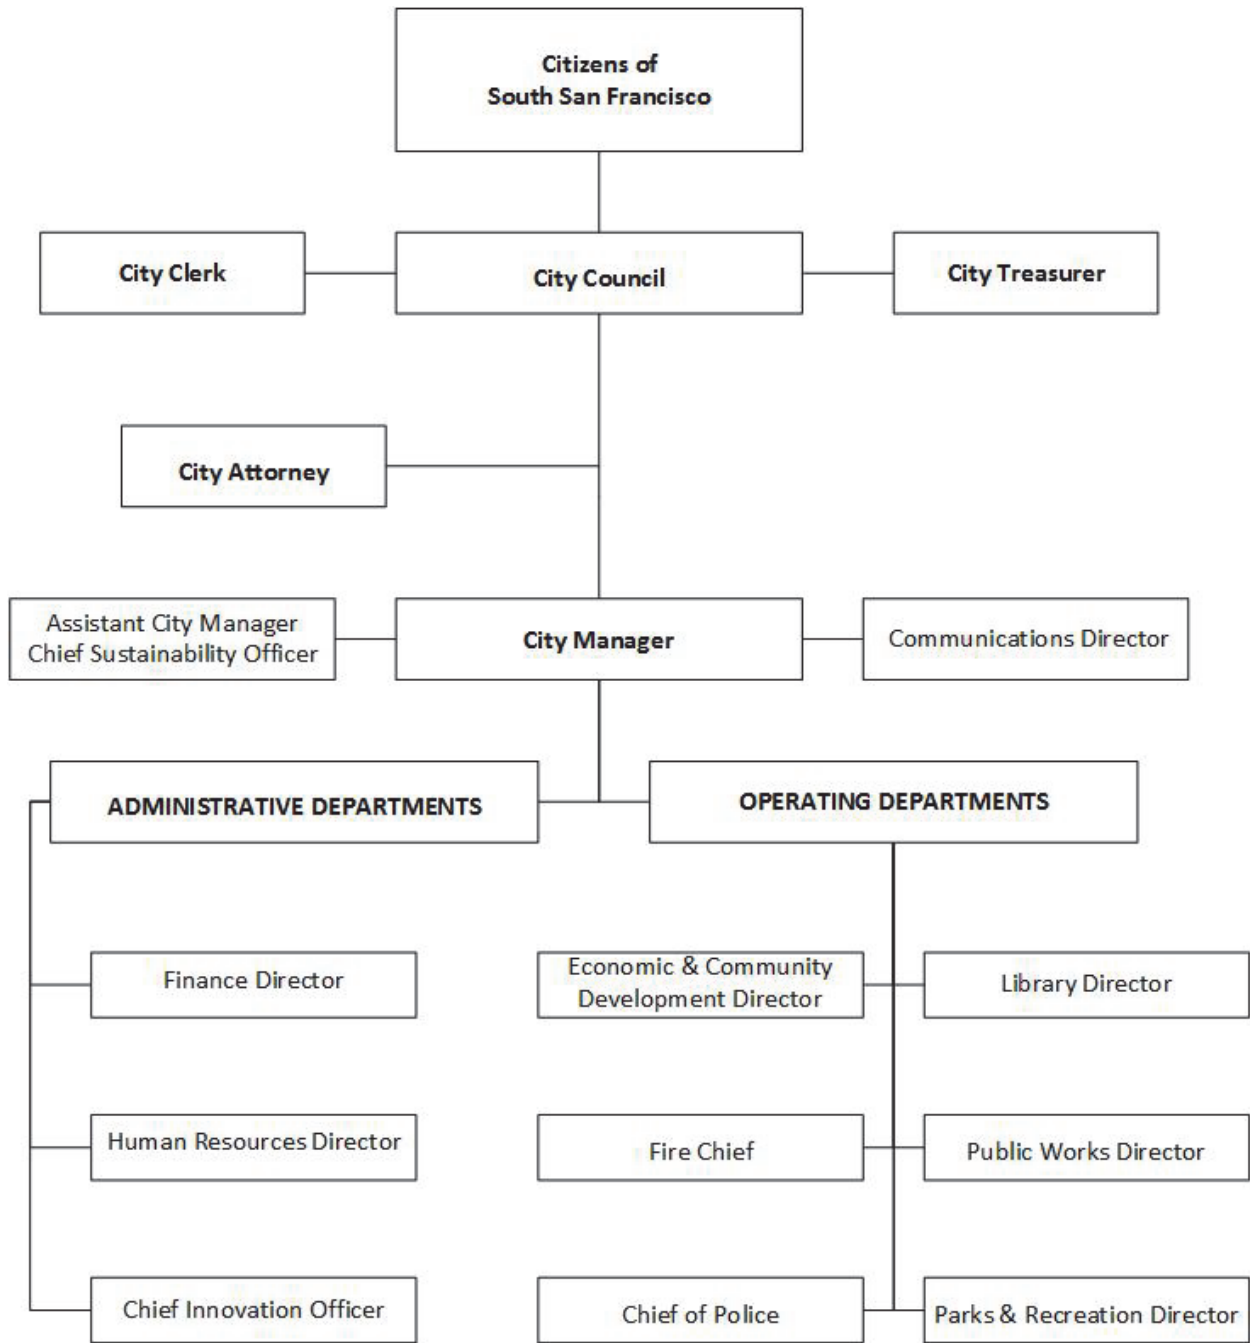 Citizens of
South San Francisco
City Clerk
City Council
City Treasurer
City Attorney
Assistant City Manager
Chief Sustainability Officer
City Manager
Communications Director
ADMINISTRATIVE DEPARTMENTS
OPERATING DEPARTMENTS
Finance Director
Economic & Community
Development Director
Library Director
Human Resources Director
Fire Chief
Public Works Director
Chief Innovation Officer
Chief of Police
Parks & Recreation Director